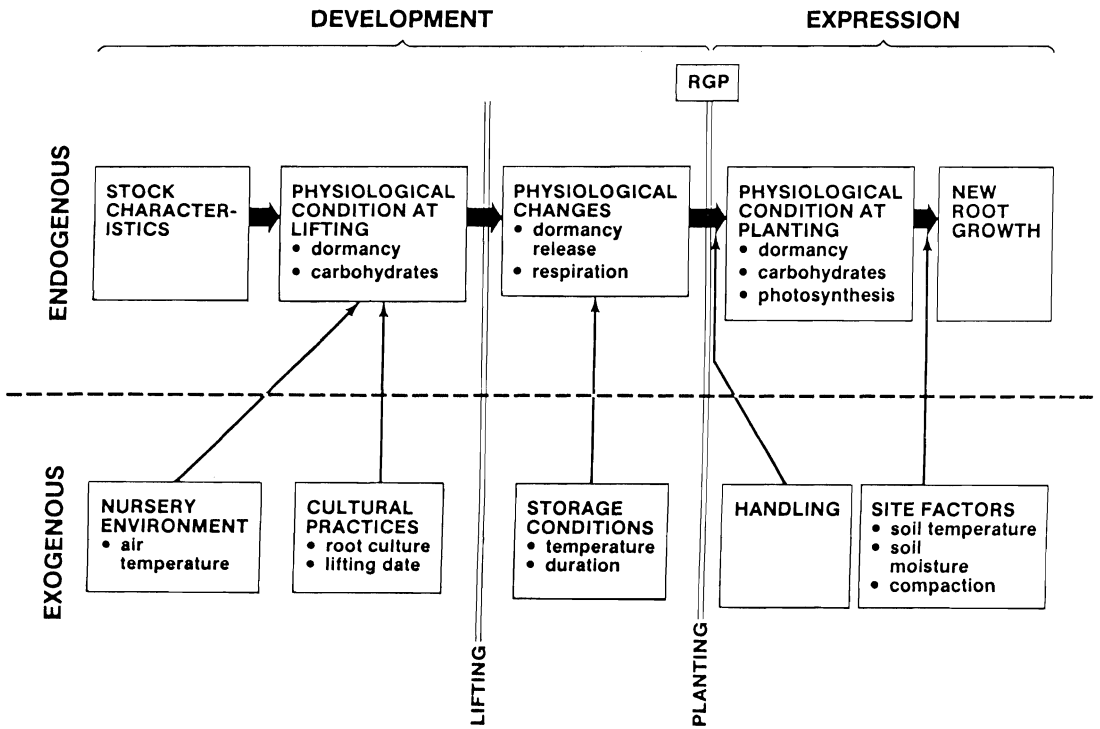 DEVELOPMENT
EXPRESSION
RGP
ENDOGENOUS
STOCK
CHARACTER-
ISTICS
PHYSIOLOGICAL
CONDITION AT
LIFTING
• dormancy
• carbohydrates
PHYSIOLOGICAL
CHANGES
• dormancy
release
• respiration
PHYSIOLOGICAL
CONDITION AT
PLANTING
• dormancy
• carbohydrates
• photosynthesis
NEW
ROOT
GROWTH
EXOGENOUS
NURSERY
ENVIRONMENT
• air
temperature
CULTURAL
PRACTICES
• root culture
• lifting date
STORAGE
CONDITIONS
• temperature
• duration
HANDLING
SITE FACTORS
• soil temperature
• soil
moisture
• compaction
LIFTING
PLANTING